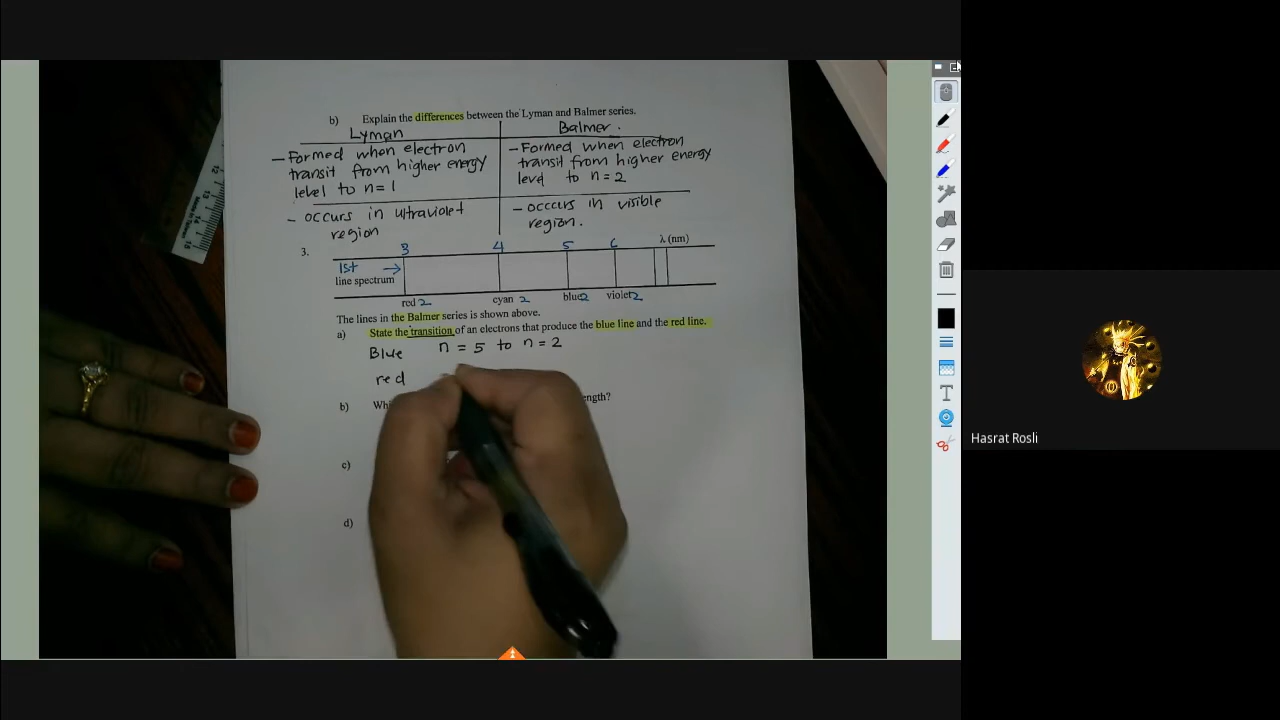 b) Explain the differences between the Lyman and Balmer series.
Lyman
Balmer.
- Formed when electron
transit from higher energy
level to n=1
- Formed when electron
transit from higher energy
level to n=2
- occurs in ultraviolet
region
- occurs in visible
region.
3. 3 4 5 6 λ (nm)
1st →
line spectrum
red 2 cyan 2 blue 2 violet 2
The lines in the Balmer series is shown above.
a) State the transition of an electrons that produce the blue line and the red line.
Blue n = 5 to n = 2
red
b)
c)
d)
T
Hasrat Rosli